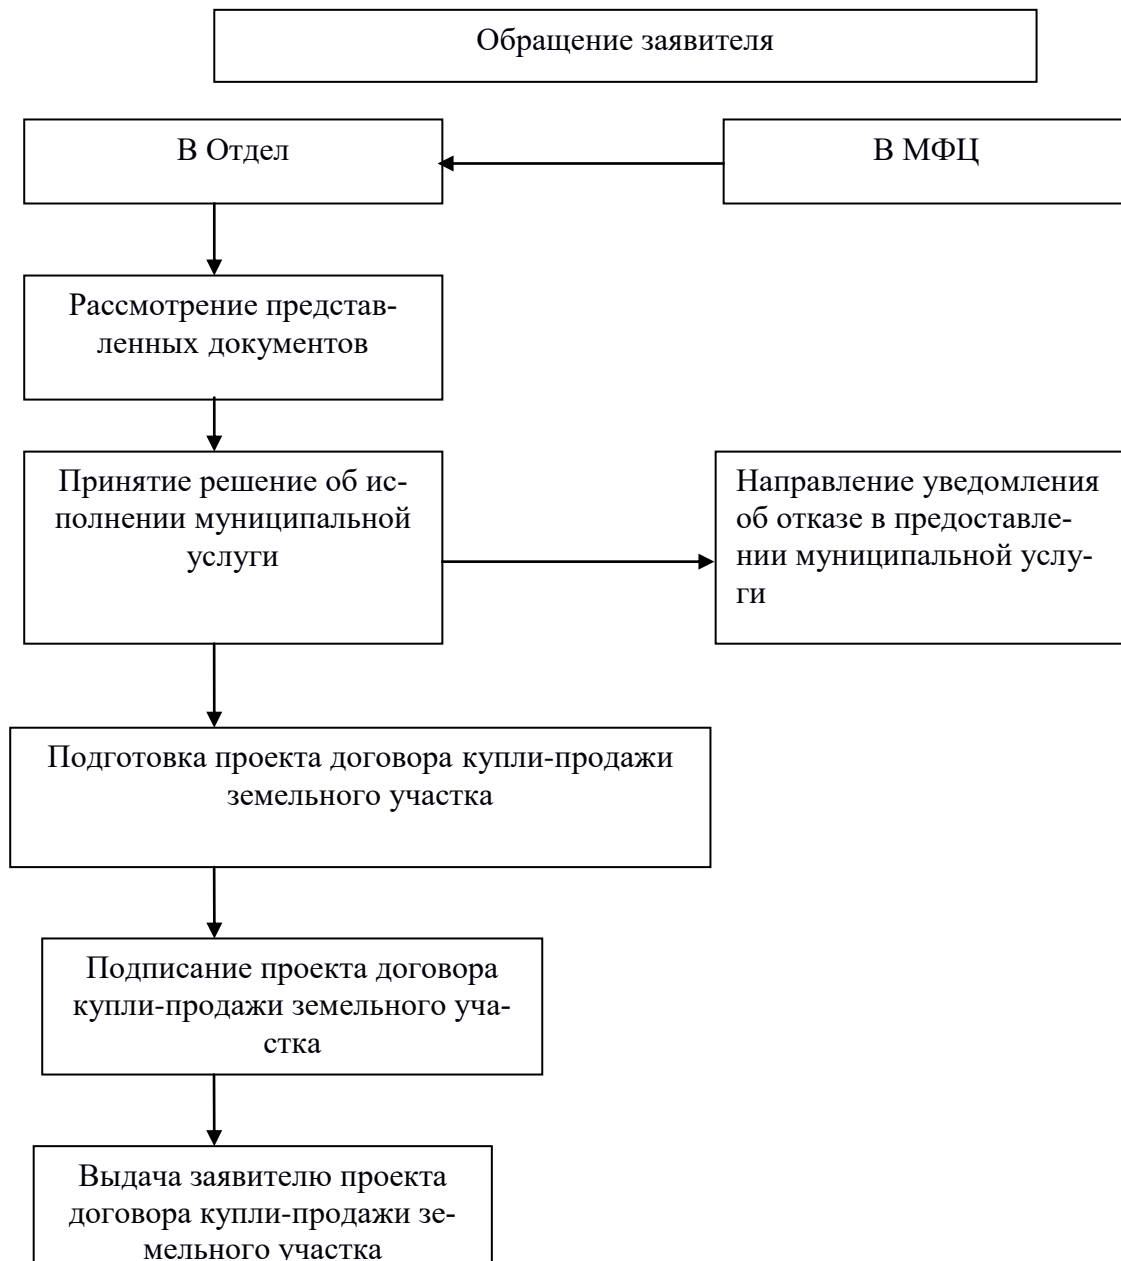 Обращение заявителя
В Отдел
В МФЦ
Рассмотрение представ-
ленных документов
Принятие решение об ис-
полнении муниципальной
услуги
Направление уведомления
об отказе в предоставле-
нии муниципальной услу-
ги
Подготовка проекта договора купли-продажи
земельного участка
Подписание проекта договора
купли-продажи земельного уча-
стка
Выдача заявителю проекта
договора купли-продажи зе-
мельного участка